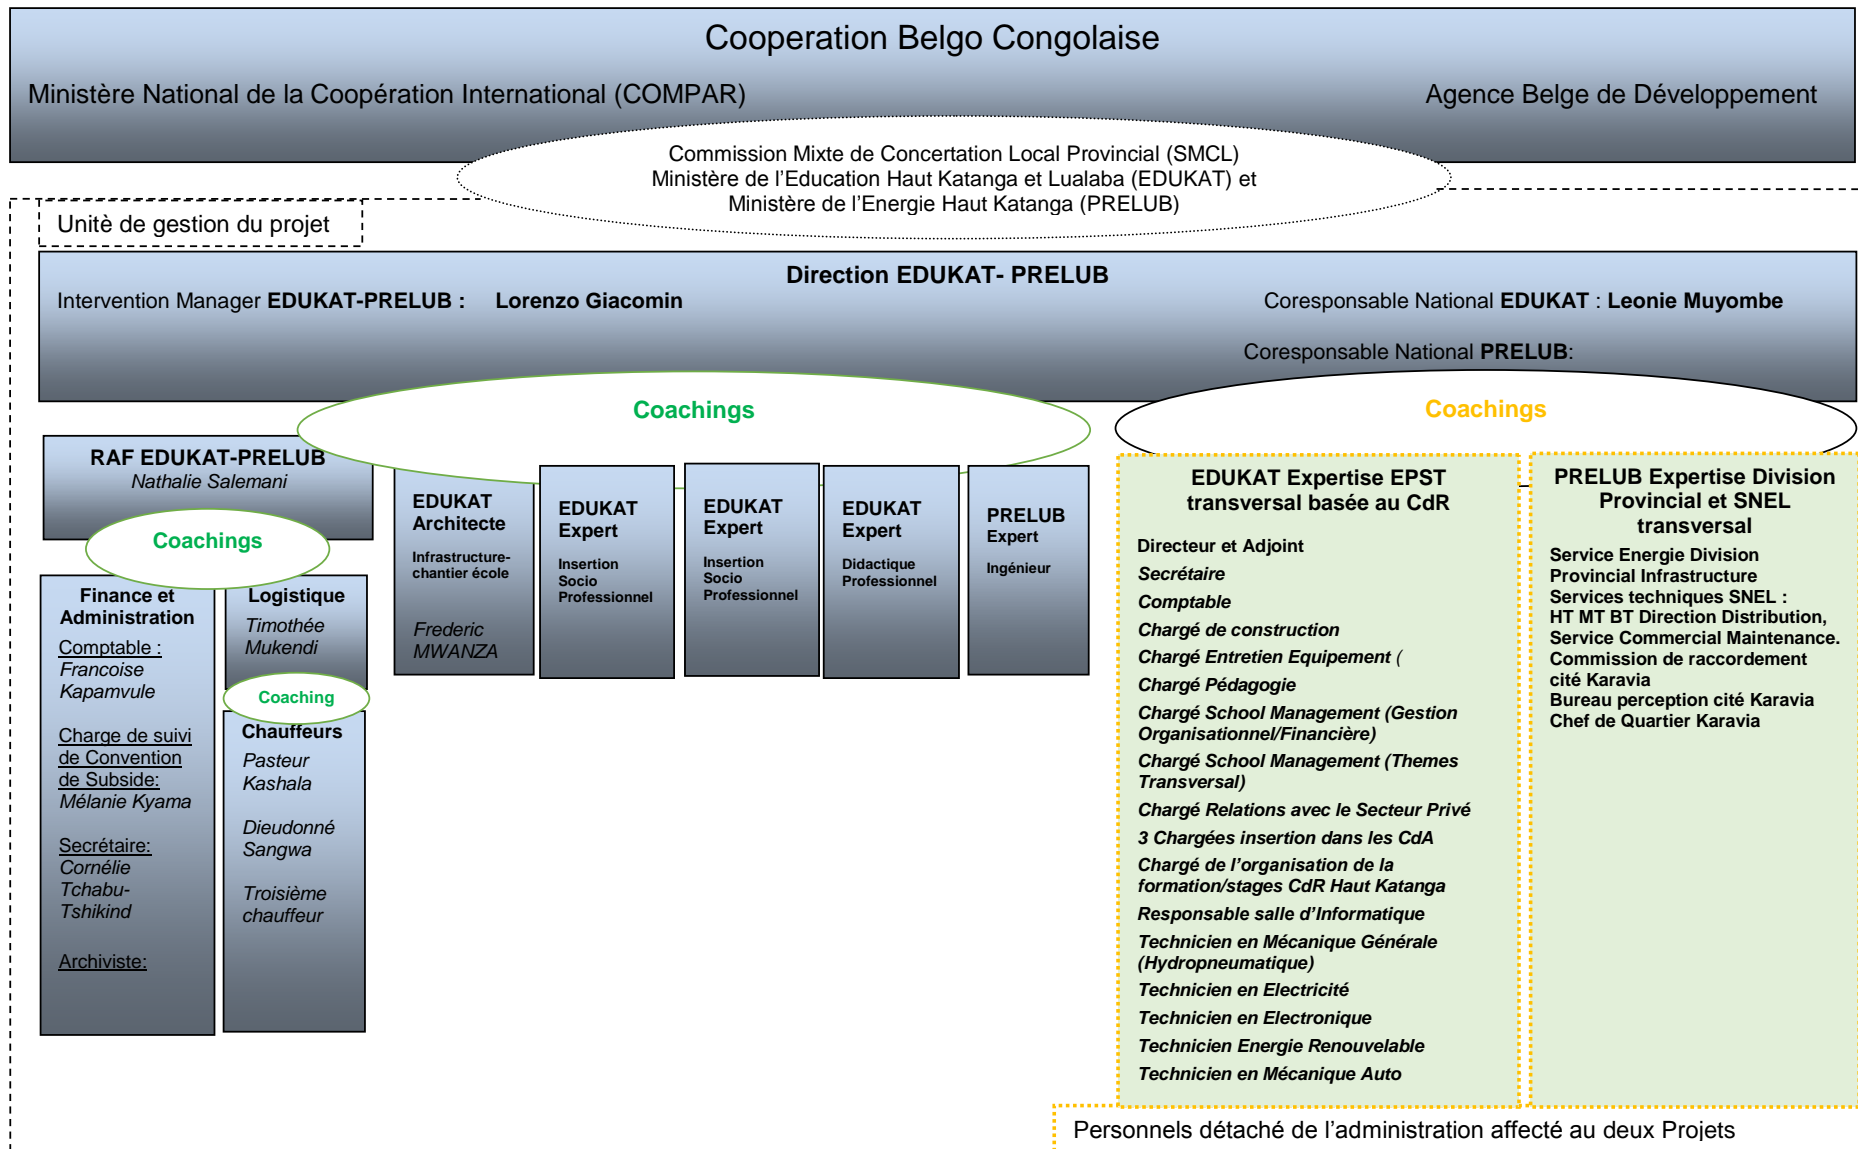 Cooperation Belgo Congolaise
Ministère National de la Coopération International (COMPAR)
Agence Belge de Développement
Commission Mixte de Concertation Local Provincial (SMCL)
Ministère de l'Education Haut Katanga et Lualaba (EDUKAT) et
Ministère de l'Energie Haut Katanga (PRELUB)
Unitè de gestion du projet
Direction EDUKAT- PRELUB
Intervention Manager EDUKAT-PRELUB : Lorenzo Giacomin
Coresponsable National EDUKAT : Leonie Muyombe
Coresponsable National PRELUB:
Coachings
Coachings
RAF EDUKAT-PRELUB
Nathalie Salemani
Coachings
Finance et
Administration
Comptable :
Francoise
Kapamvule
Charge de suivi
de Convention
de Subside:
Mélanie Kyama
Secrétaire:
Cornélie
Tchabu-
Tshikind
Archiviste:
Logistique
Timothée
Mukendi
Coaching
Chauffeurs
Pasteur
Kashala
Dieudonné
Sangwa
Troisième
chauffeur
EDUKAT
Architecte
Infrastructure-
chantier école
Frederic
MWANZA
EDUKAT
Expert
Insertion
Socio
Professionnel
EDUKAT
Expert
Insertion
Socio
Professionnel
EDUKAT
Expert
Didactique
Professionnel
PRELUB
Expert
Ingénieur
EDUKAT Expertise EPST
transversal basée au CdR
Directeur et Adjoint
Secrétaire
Comptable
Chargé de construction
Chargé Entretien Equipement (
Chargé Pédagogie
Chargé School Management (Gestion
Organisationnel/Financière)
Chargé School Management (Themes
Transversal)
Chargé Relations avec le Secteur Privé
3 Chargées insertion dans les CdA
Chargé de l'organisation de la
formation/stages CdR Haut Katanga
Responsable salle d'Informatique
Technicien en Mécanique Générale
(Hydropneumatique)
Technicien en Electricité
Technicien en Electronique
Technicien Energie Renouvelable
Technicien en Mécanique Auto
PRELUB Expertise Division
Provincial et SNEL
transversal
Service Energie Division
Provincial Infrastructure
Services techniques SNEL :
HT MT BT Direction Distribution,
Service Commercial Maintenance.
Commission de raccordement
cité Karavia
Bureau perception cité Karavia
Chef de Quartier Karavia
Personnels détaché de l'administration affecté au deux Projets